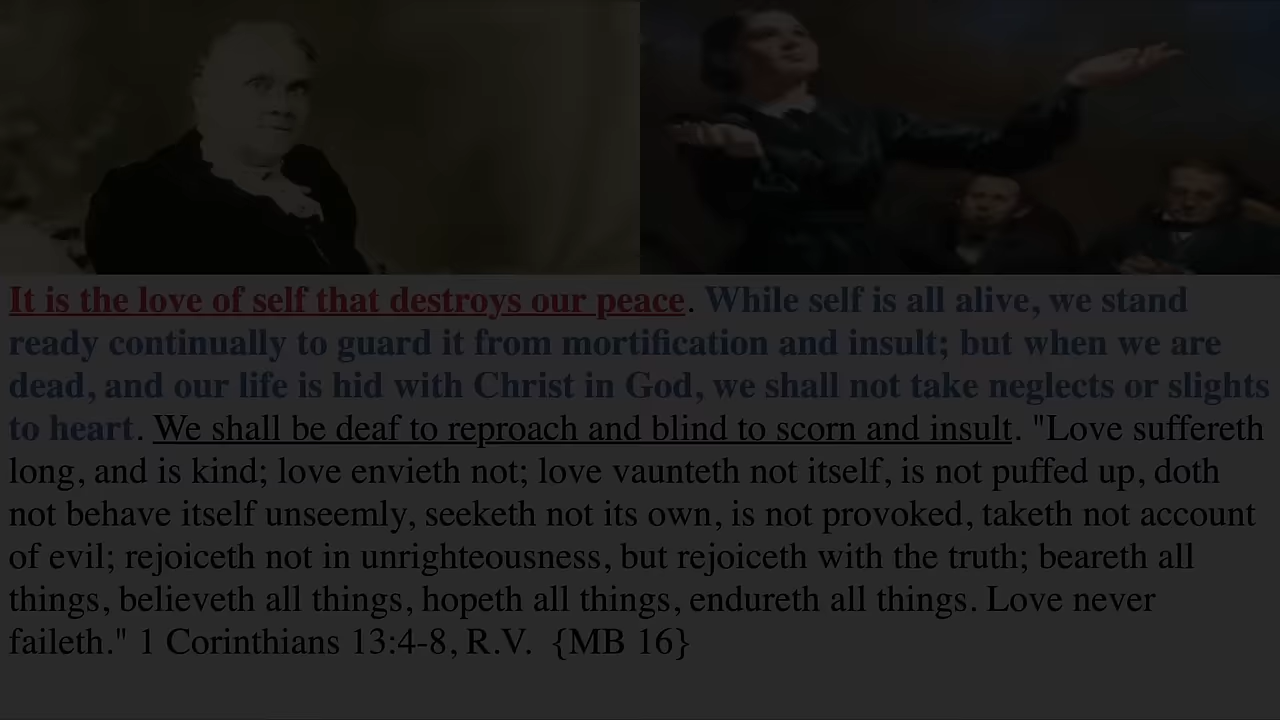 It is the love of self that destroys our peace. While self is all alive, we stand
ready continually to guard it from mortification and insult; but when we are
dead, and our life is hid with Christ in God, we shall not take neglects or slights
to heart. We shall be deaf to reproach and blind to scorn and insult. "Love suffereth
long, and is kind; love envieth not; love vaunteth not itself, is not puffed up, doth
not behave itself unseemly, seeketh not its own, is not provoked, taketh not account
of evil; rejoiceth not in unrighteousness, but rejoiceth with the truth; beareth all
things, believeth all things, hopeth all things, endureth all things. Love never
faileth." 1 Corinthians 13:4-8, R.V. {MB 16}